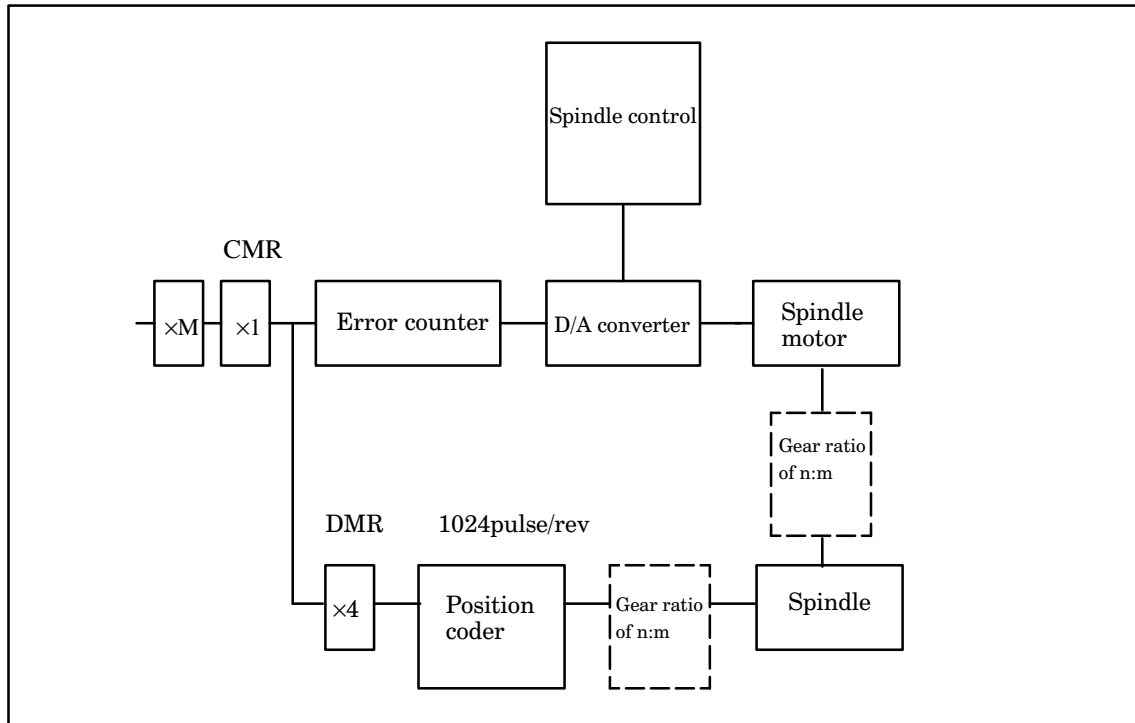 Spindle control
CMR
×M
×1
Error counter
D/A converter
Spindle
motor
Gear ratio
of n:m
DMR
1024pulse/rev
×4
Position
coder
Gear ratio
of n:m
Spindle